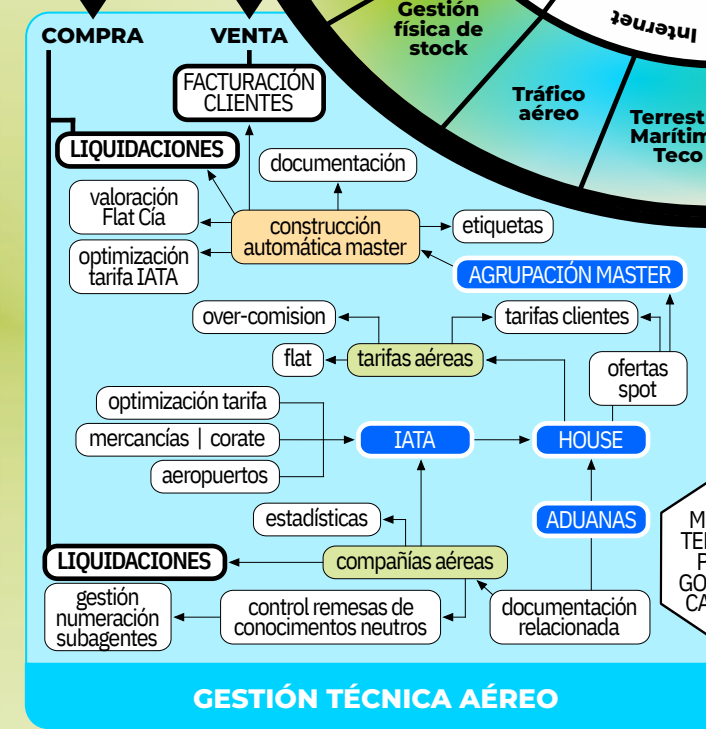 Gestión
física de
stock
Internet
Tráfico
aéreo
COMPRA
VENTA
FACTURACIÓN
CLIENTES
LIQUIDACIONES
documentación
valoración
Flat Cía
construcción
automática master
etiquetas
optimización
tarifa IATA
AGRUPACIÓN MASTER
over-comision
tarifas clientes
flat
tarifas aéreas
ofertas
spot
optimización tarifa
mercancías | corate
aeropuertos
IATA
HOUSE
estadísticas
ADUANAS
LIQUIDACIONES
compañías aéreas
gestión
numeración
subagentes
control remesas de
conocimentos neutros
documentación
relacionada
GESTIÓN TÉCNICA AÉREO
Teco